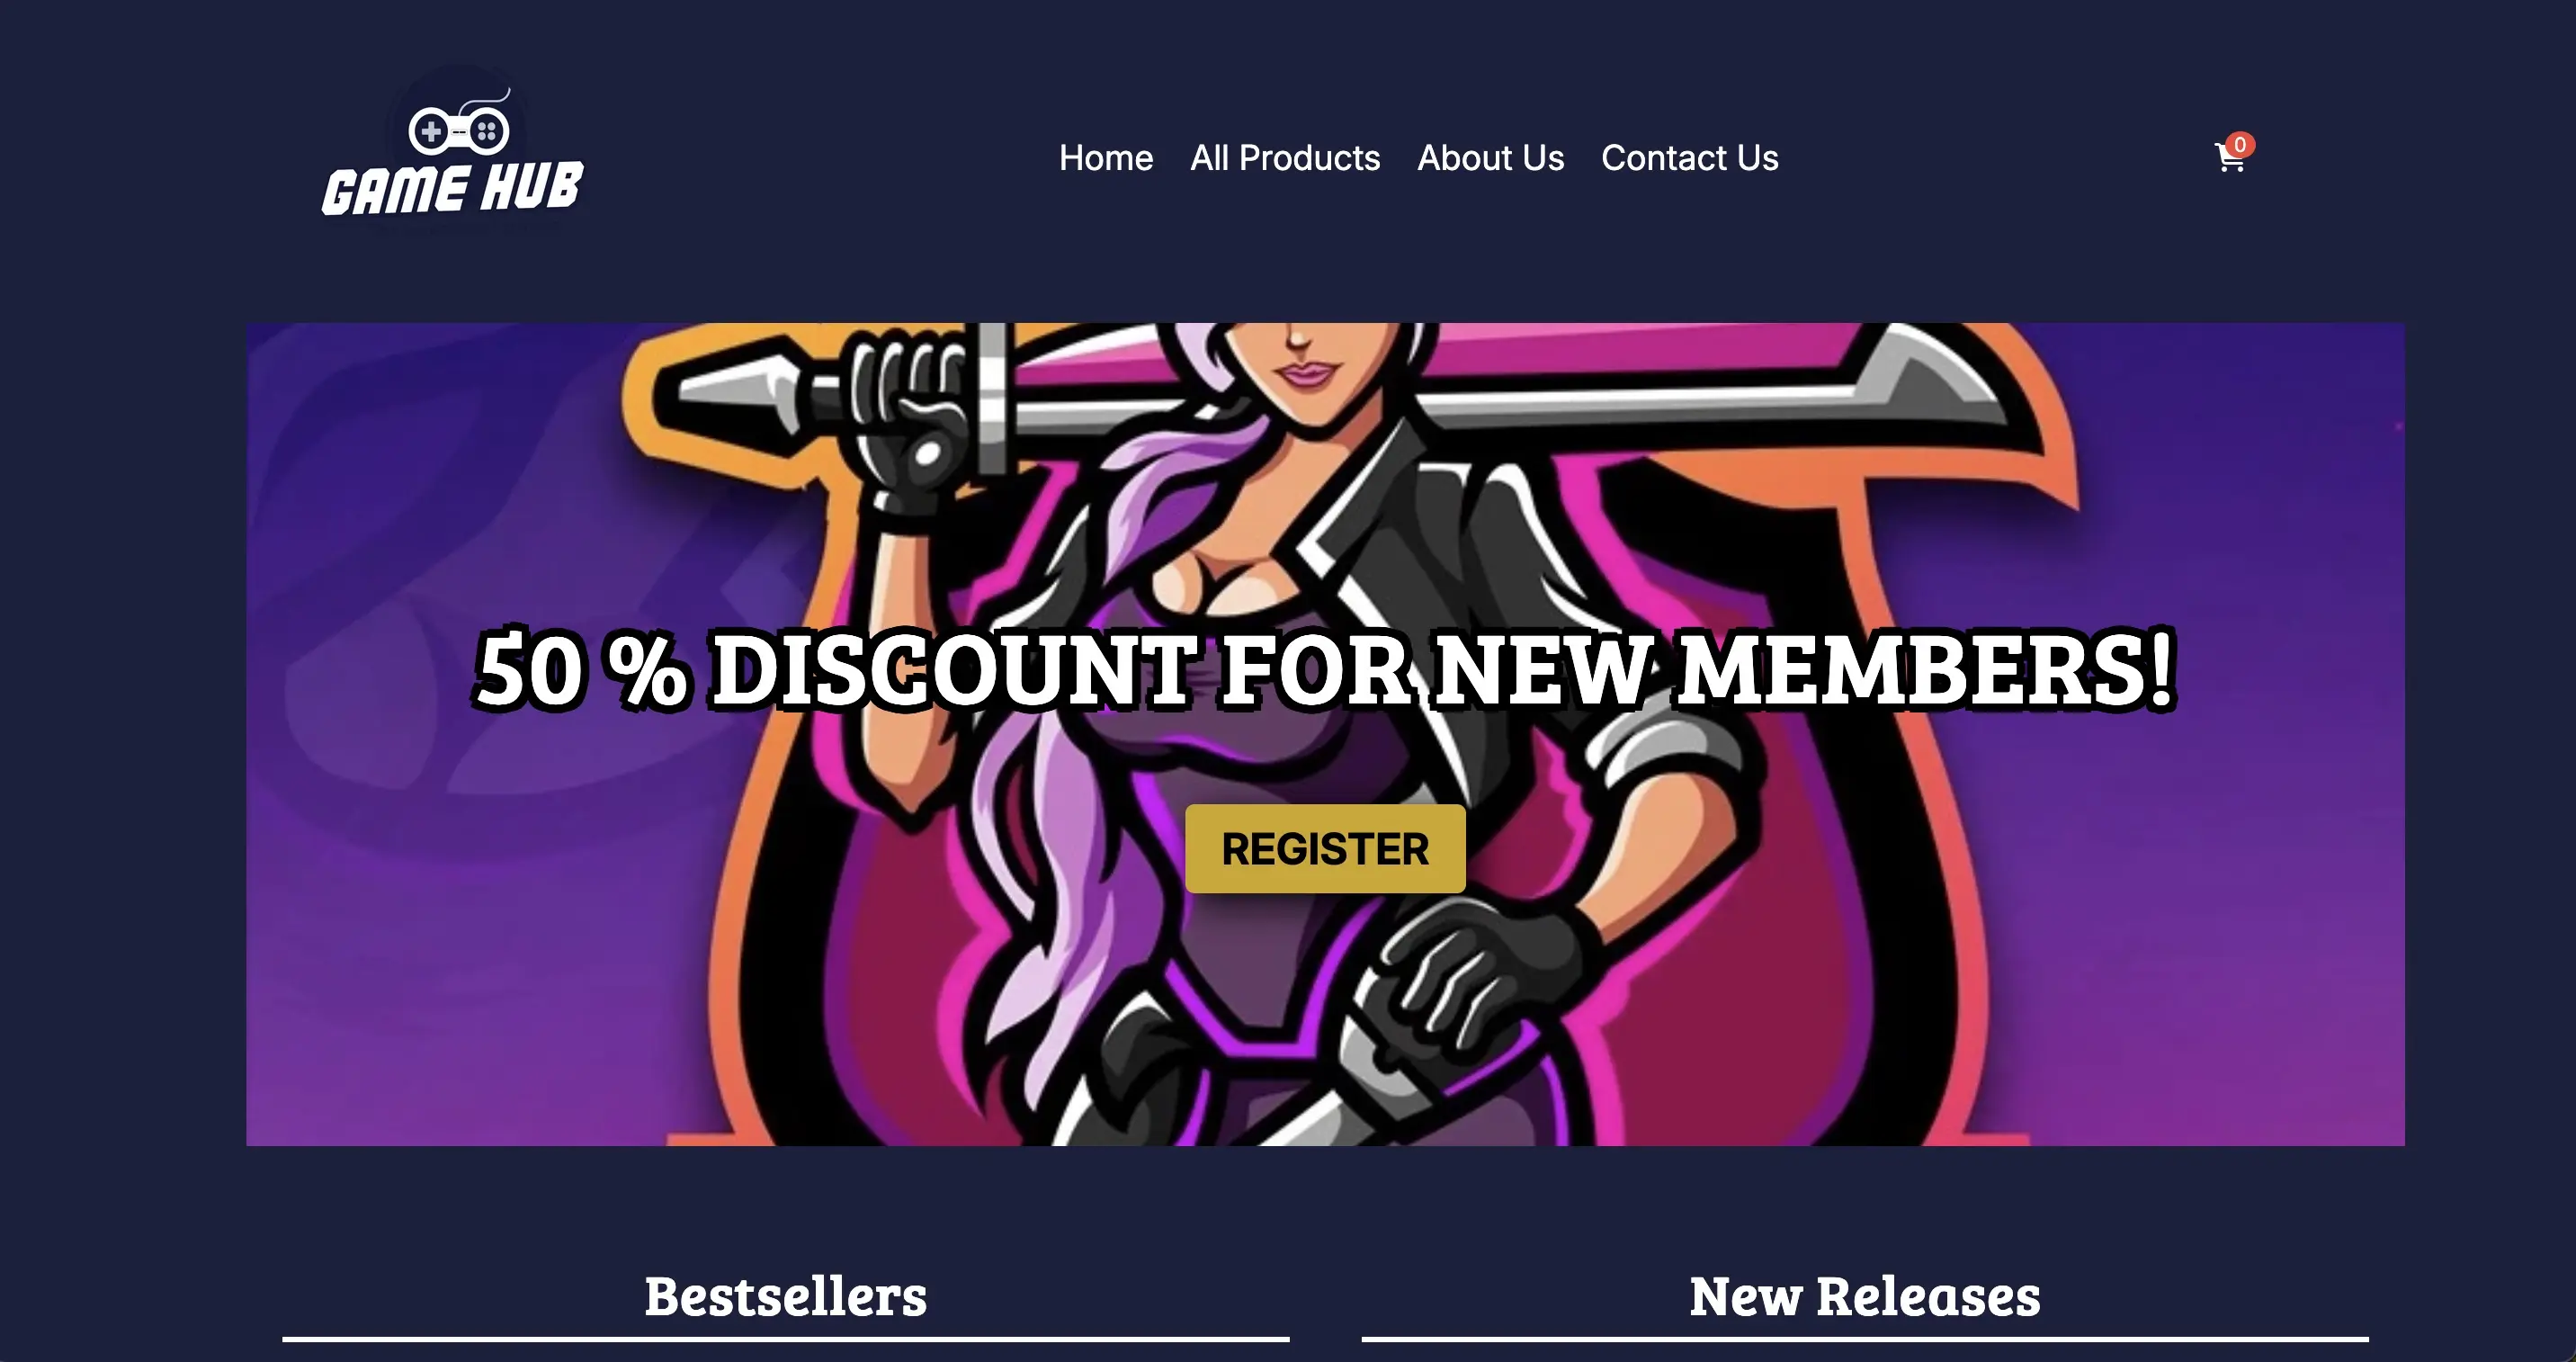 GAME HUB
Home All Products About Us Contact Us
0
50 % DISCOUNT FOR NEW MEMBERS!
REGISTER
Bestsellers New Releases